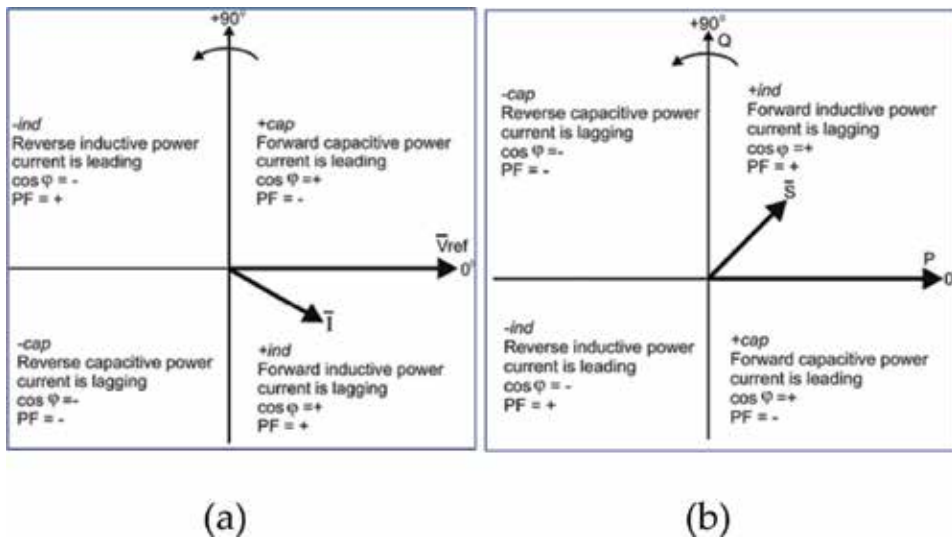 +90°
-ind
Reverse inductive power
current is leading
cos φ = -
PF = +
+cap
Forward capacitive power
current is leading
cos φ =+
PF = -
V̅ref
0°
I̅
-cap
Reverse capacitive power
current is lagging
cos φ =-
PF = -
+ind
Forward inductive power
current is lagging
cos φ =+
PF = +
(a)
+90°
Q
-cap
Reverse capacitive power
current is lagging
cos φ =-
PF = -
+ind
Forward inductive power
current is lagging
cos φ =+
PF = +
S̅
P
0
-ind
Reverse inductive power
current is leading
cos φ = -
PF = +
+cap
Forward capacitive power
current is leading
cos φ =+
PF = -
(b)